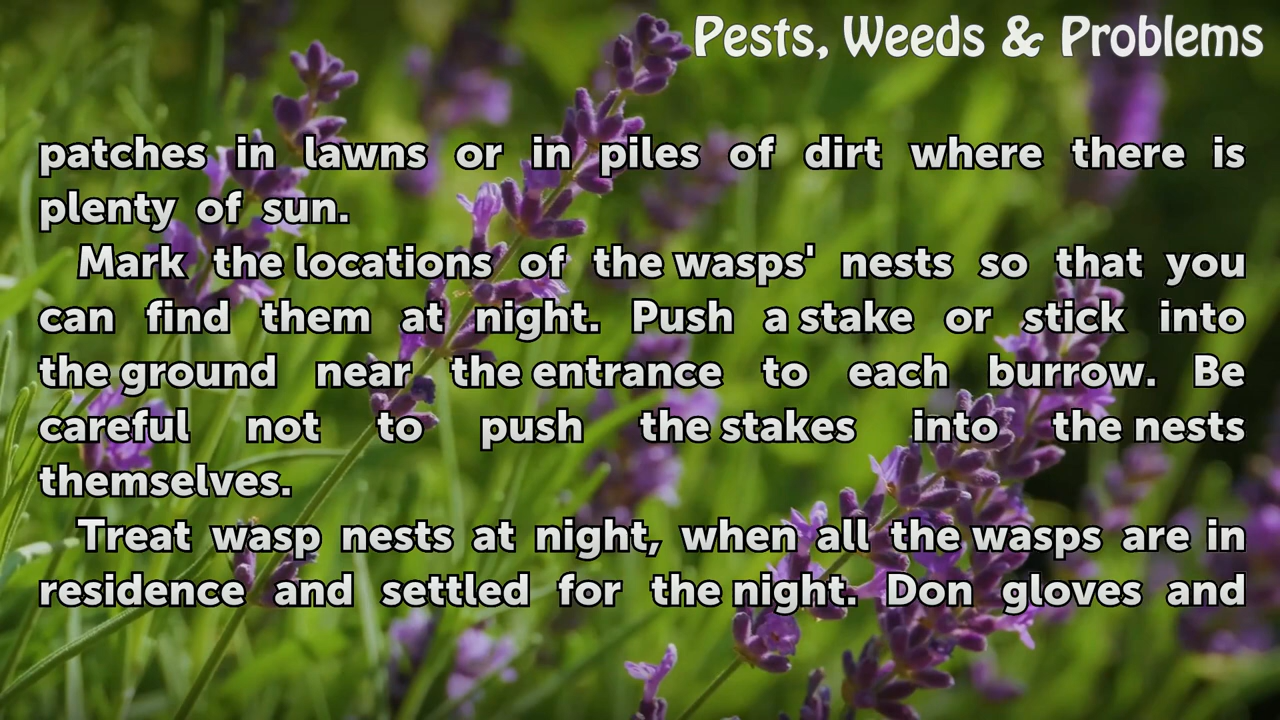 Pests, Weeds & Problems
patches in lawns or in piles of dirt where there is
plenty of sun.
Mark the locations of the wasps' nests so that you
can find them at night. Push a stake or stick into
the ground near the entrance to each burrow. Be
careful not to push the stakes into the nests
themselves.
Treat wasp nests at night, when all the wasps are in
residence and settled for the night. Don gloves and